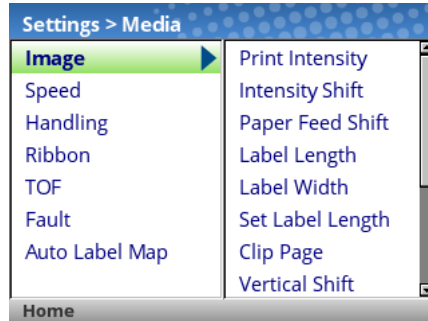 Settings > Media
Image
Speed
Handling
Ribbon
TOF
Fault
Auto Label Map
Print Intensity
Intensity Shift
Paper Feed Shift
Label Length
Label Width
Set Label Length
Clip Page
Vertical Shift
Home